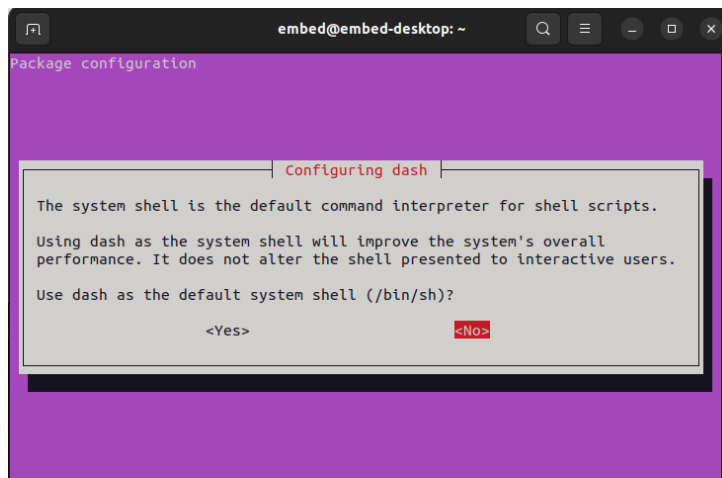 embed@embed-desktop: ~
Package configuration
Configuring dash
The system shell is the default command interpreter for shell scripts.
Using dash as the system shell will improve the system's overall
performance. It does not alter the shell presented to interactive users.
Use dash as the default system shell (/bin/sh)?
<Yes> <No>